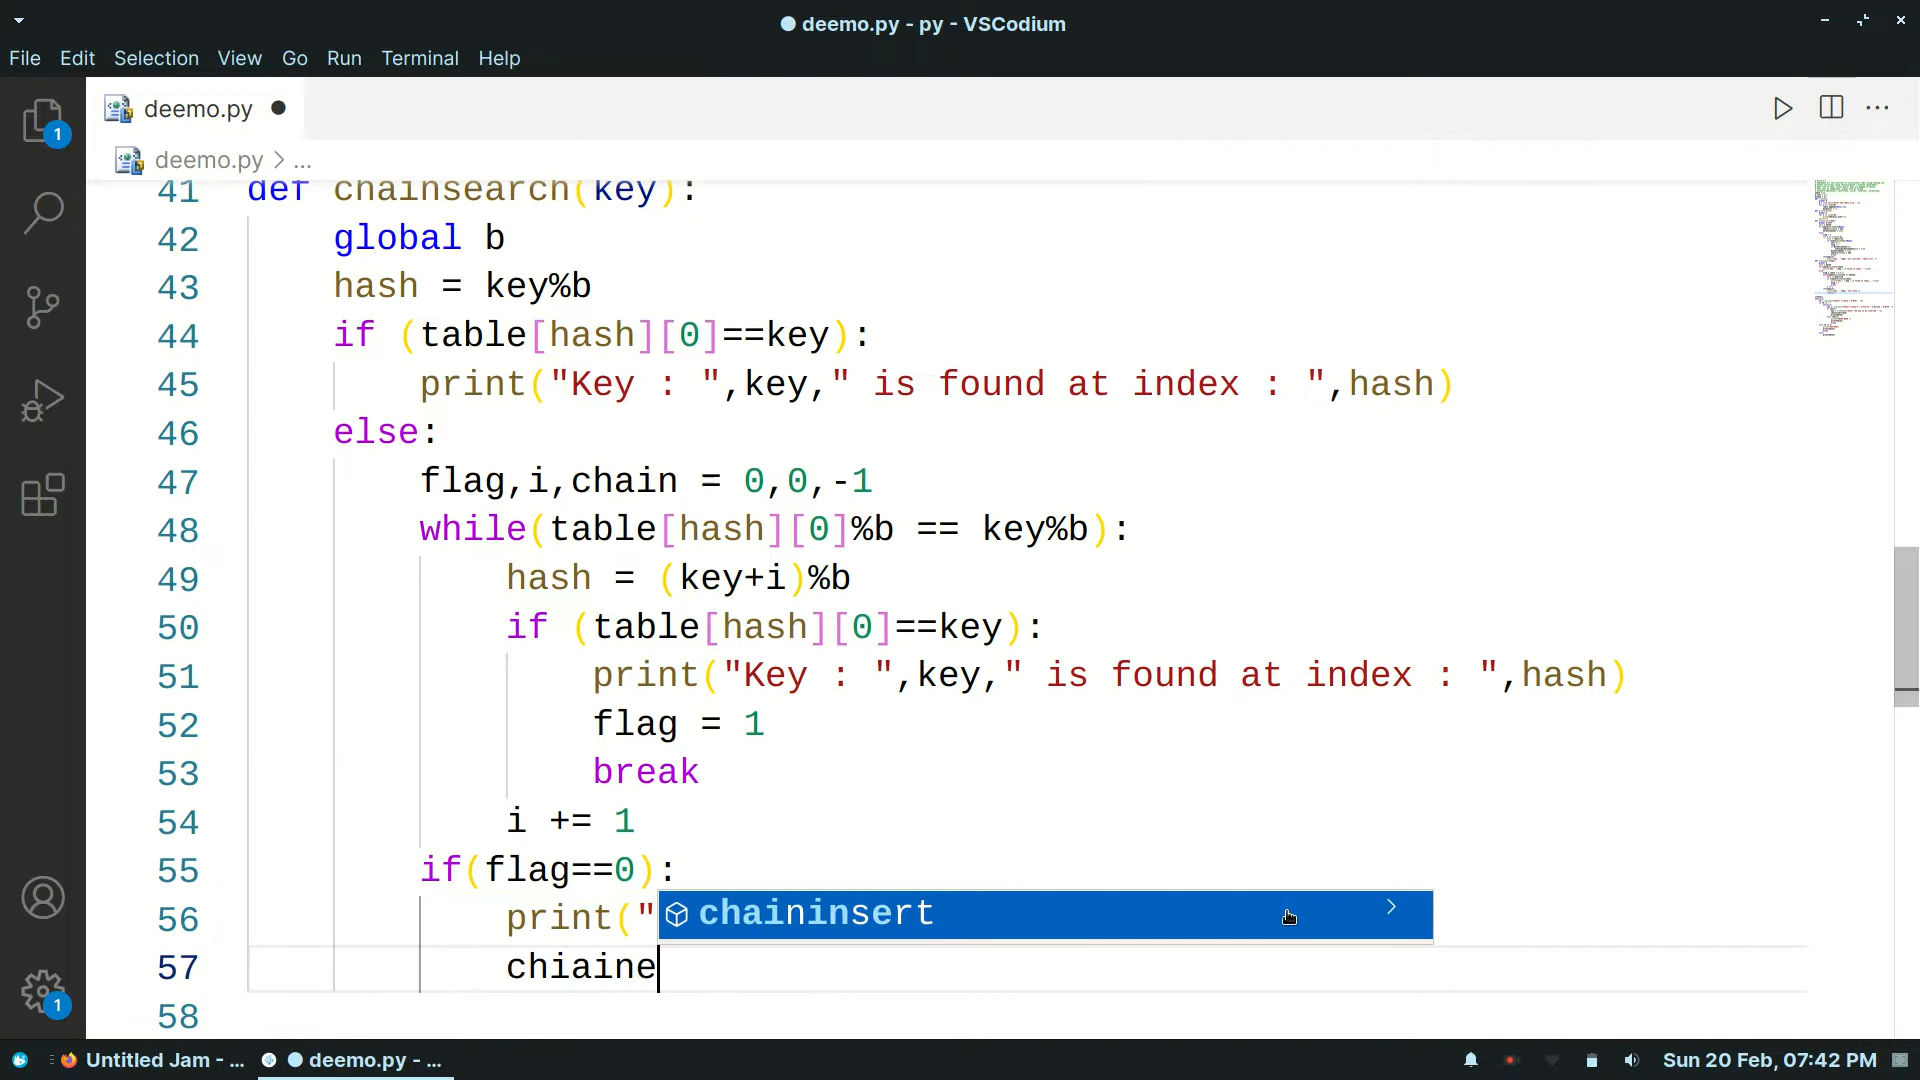 deemo.py - py - VSCodium
File Edit Selection View Go Run Terminal Help
1
deemo.py
deemo.py > ...
41 def chainsearch(key):
42 global b
43 hash = key%b
44 if (table[hash][0]==key):
45 print("Key : ",key," is found at index : ",hash)
46 else:
47 flag,i,chain = 0,0,-1
48 while(table[hash][0]%b == key%b):
49 hash = (key+i)%b
50 if (table[hash][0]==key):
51 print("Key : ",key," is found at index : ",hash)
52 flag = 1
53 break
54 i += 1
55 if(flag==0):
56 print("
chaininsert
57 chiaine
58
1
Untitled Jam - ... deemo.py - ... Sun 20 Feb, 07:42 PM